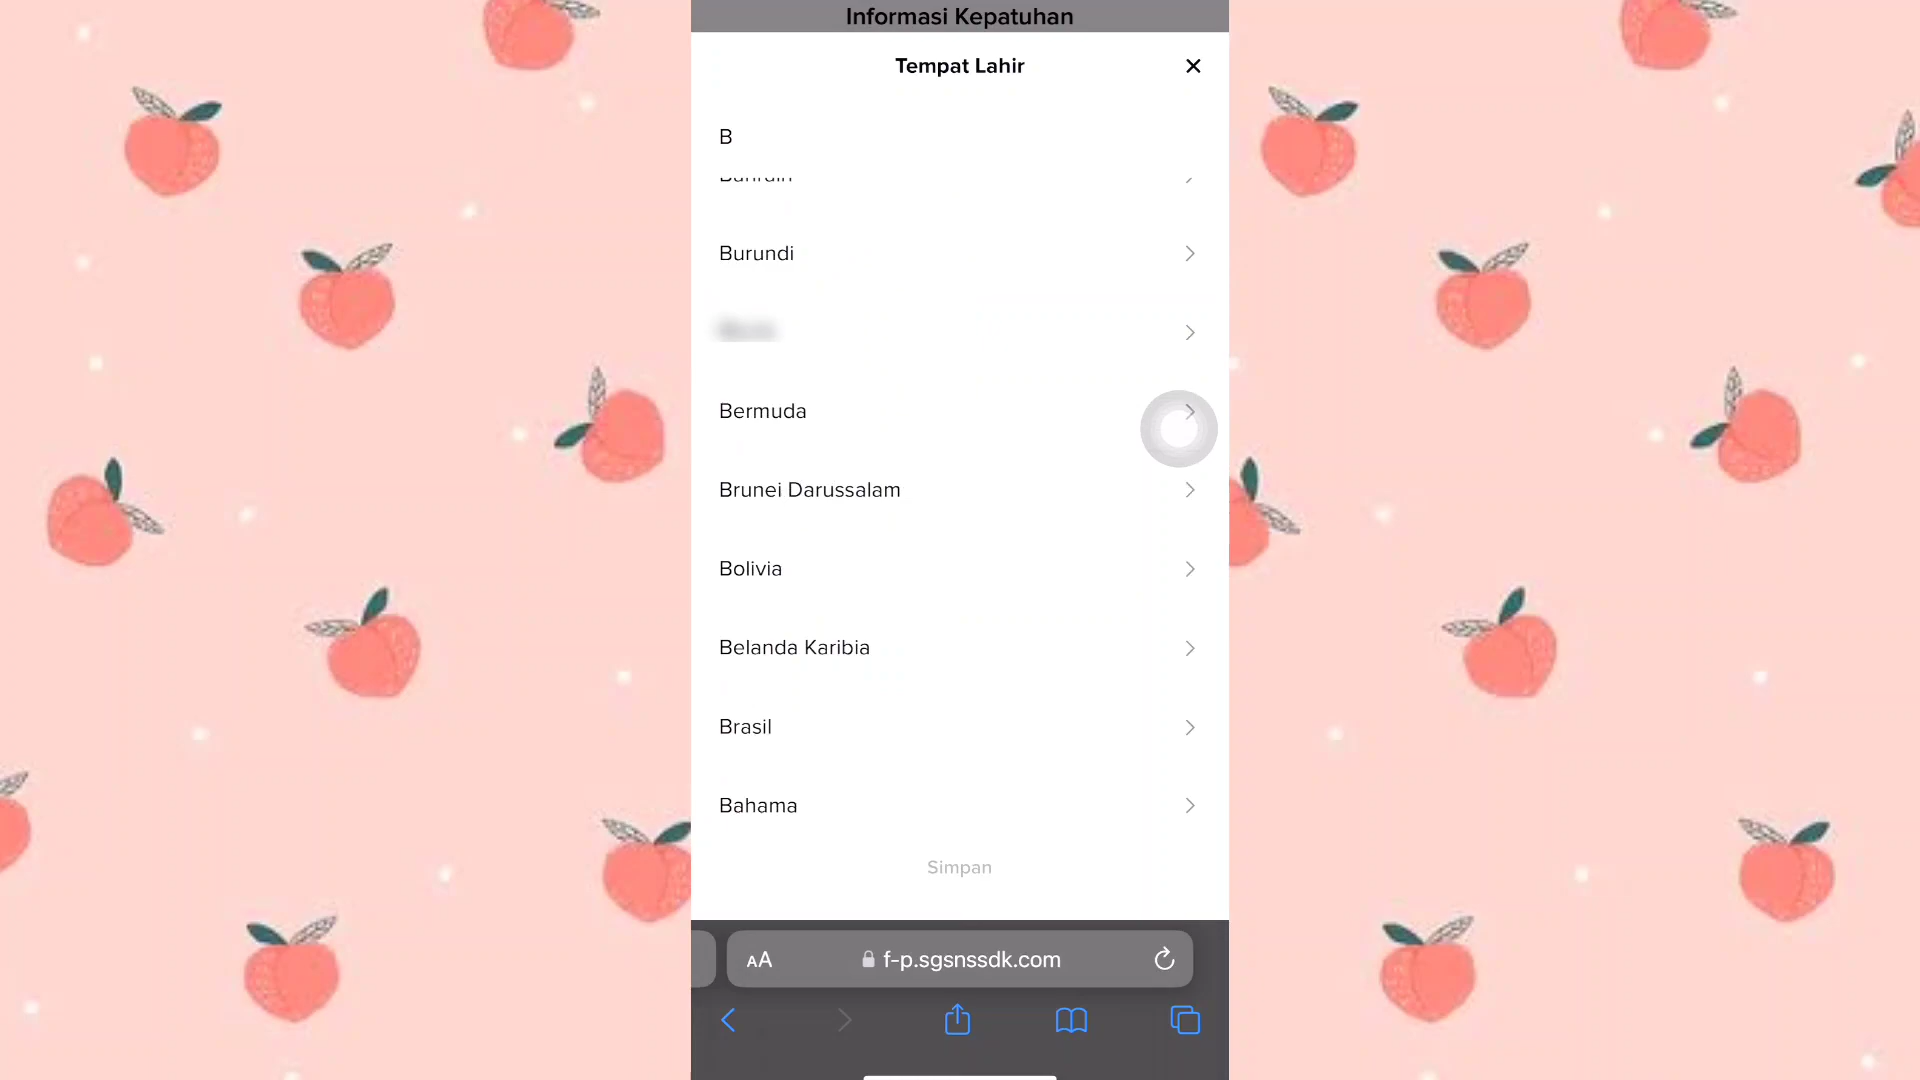 Informasi Kepatuhan
Tempat Lahir
B
Burundi
Bermuda
Brunei Darussalam
Bolivia
Belanda Karibia
Brasil
Bahama
Simpan
AA
f-p.sgsnssdk.com